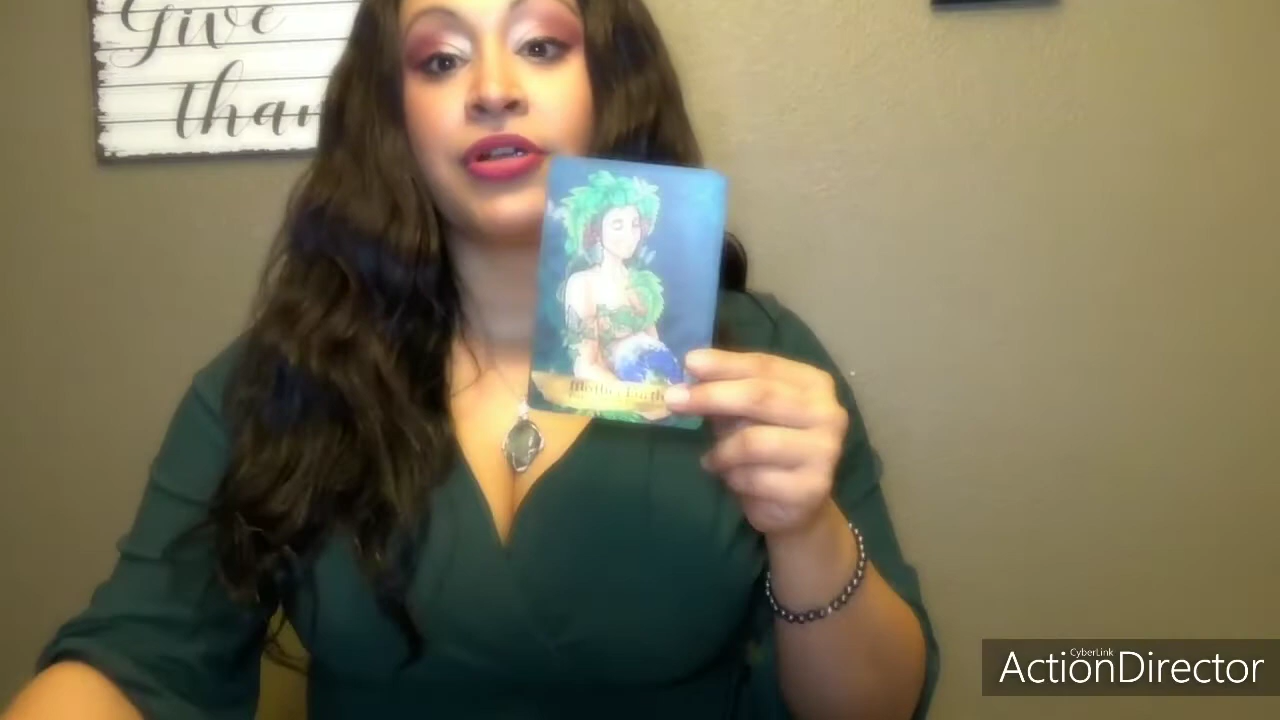 Give
than
Mother Earth
CyberLink
ActionDirector